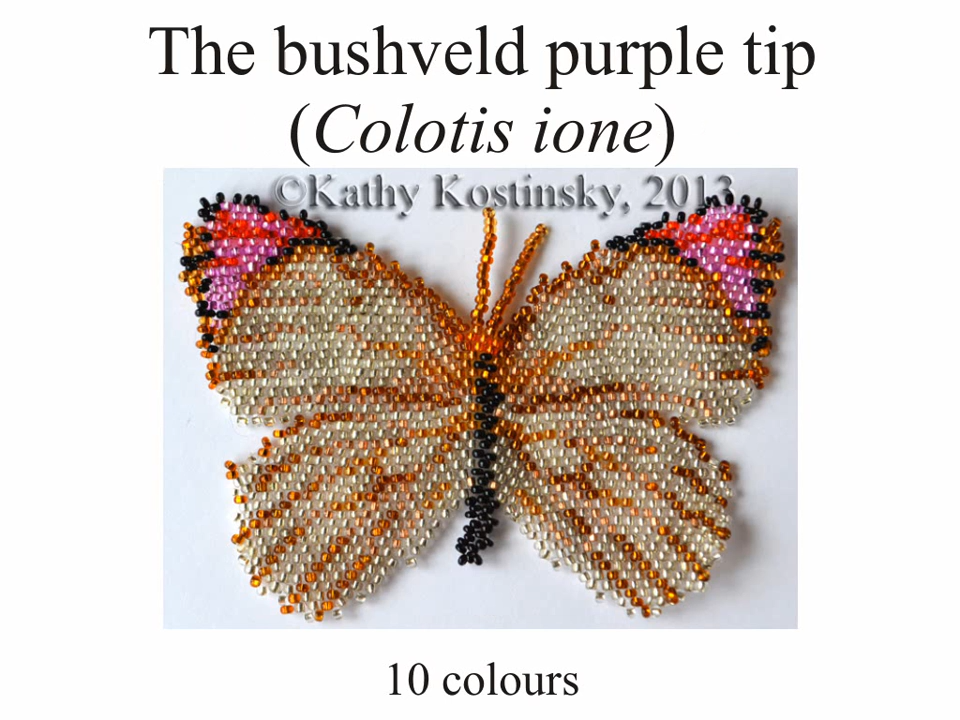 The bushveld purple tip
(Colotis ione)
©Kathy Kostinsky, 2013
10 colours